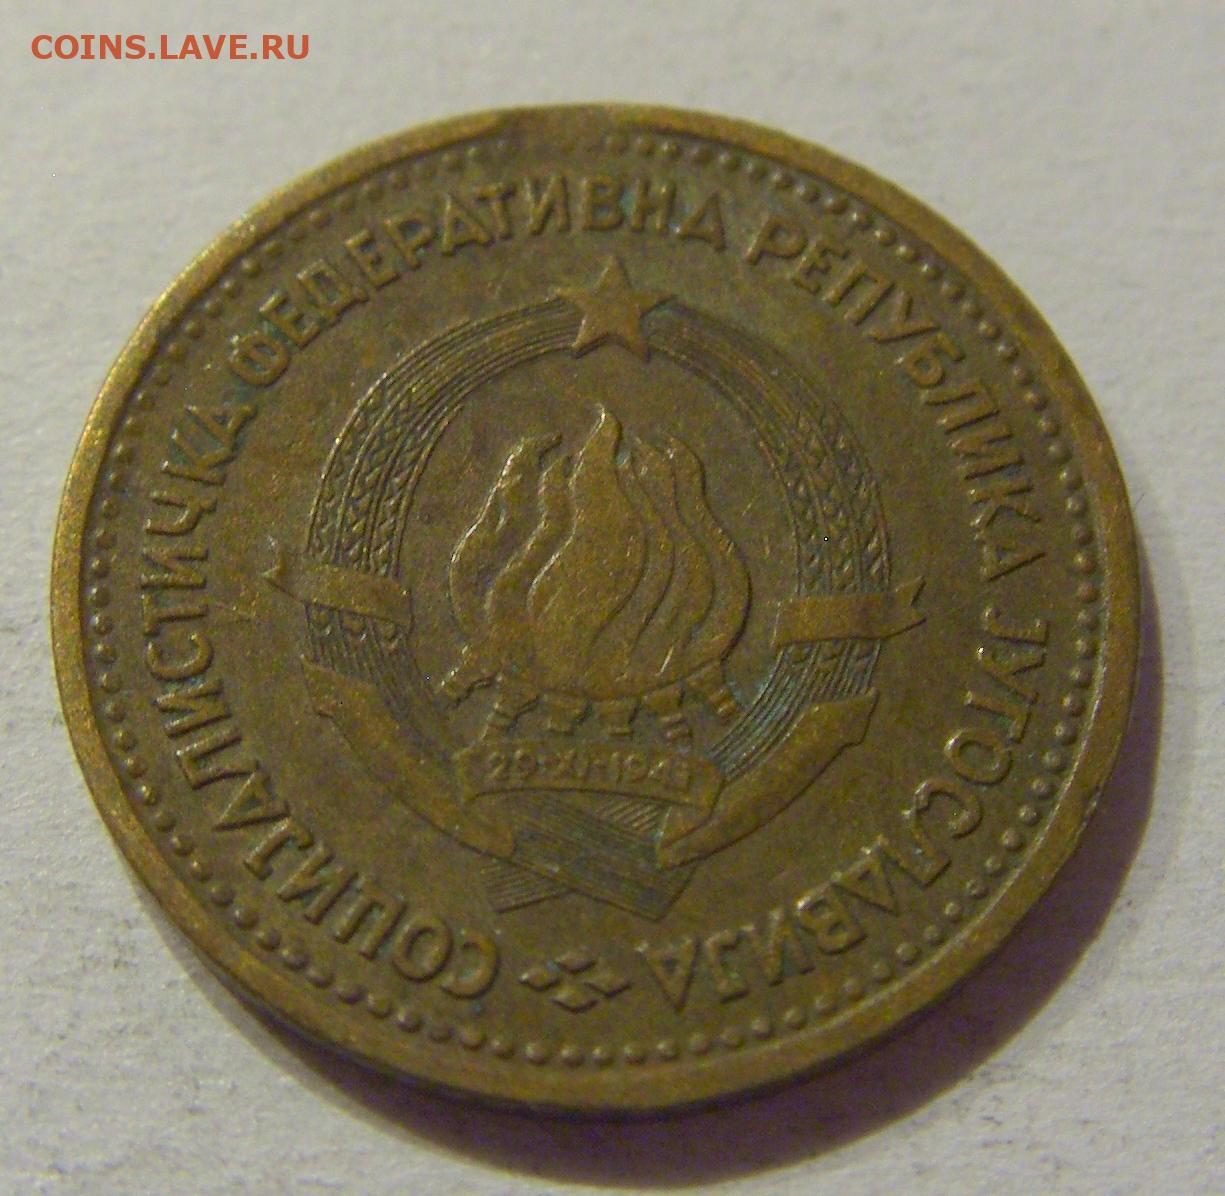 COINS.LAVE.RU
СОЦИЈАЛИСТИЧКА ФЕДЕРАТИВНА РЕПУБЛИКА ЈУГОСЛАВИЈА
29·XI·1943